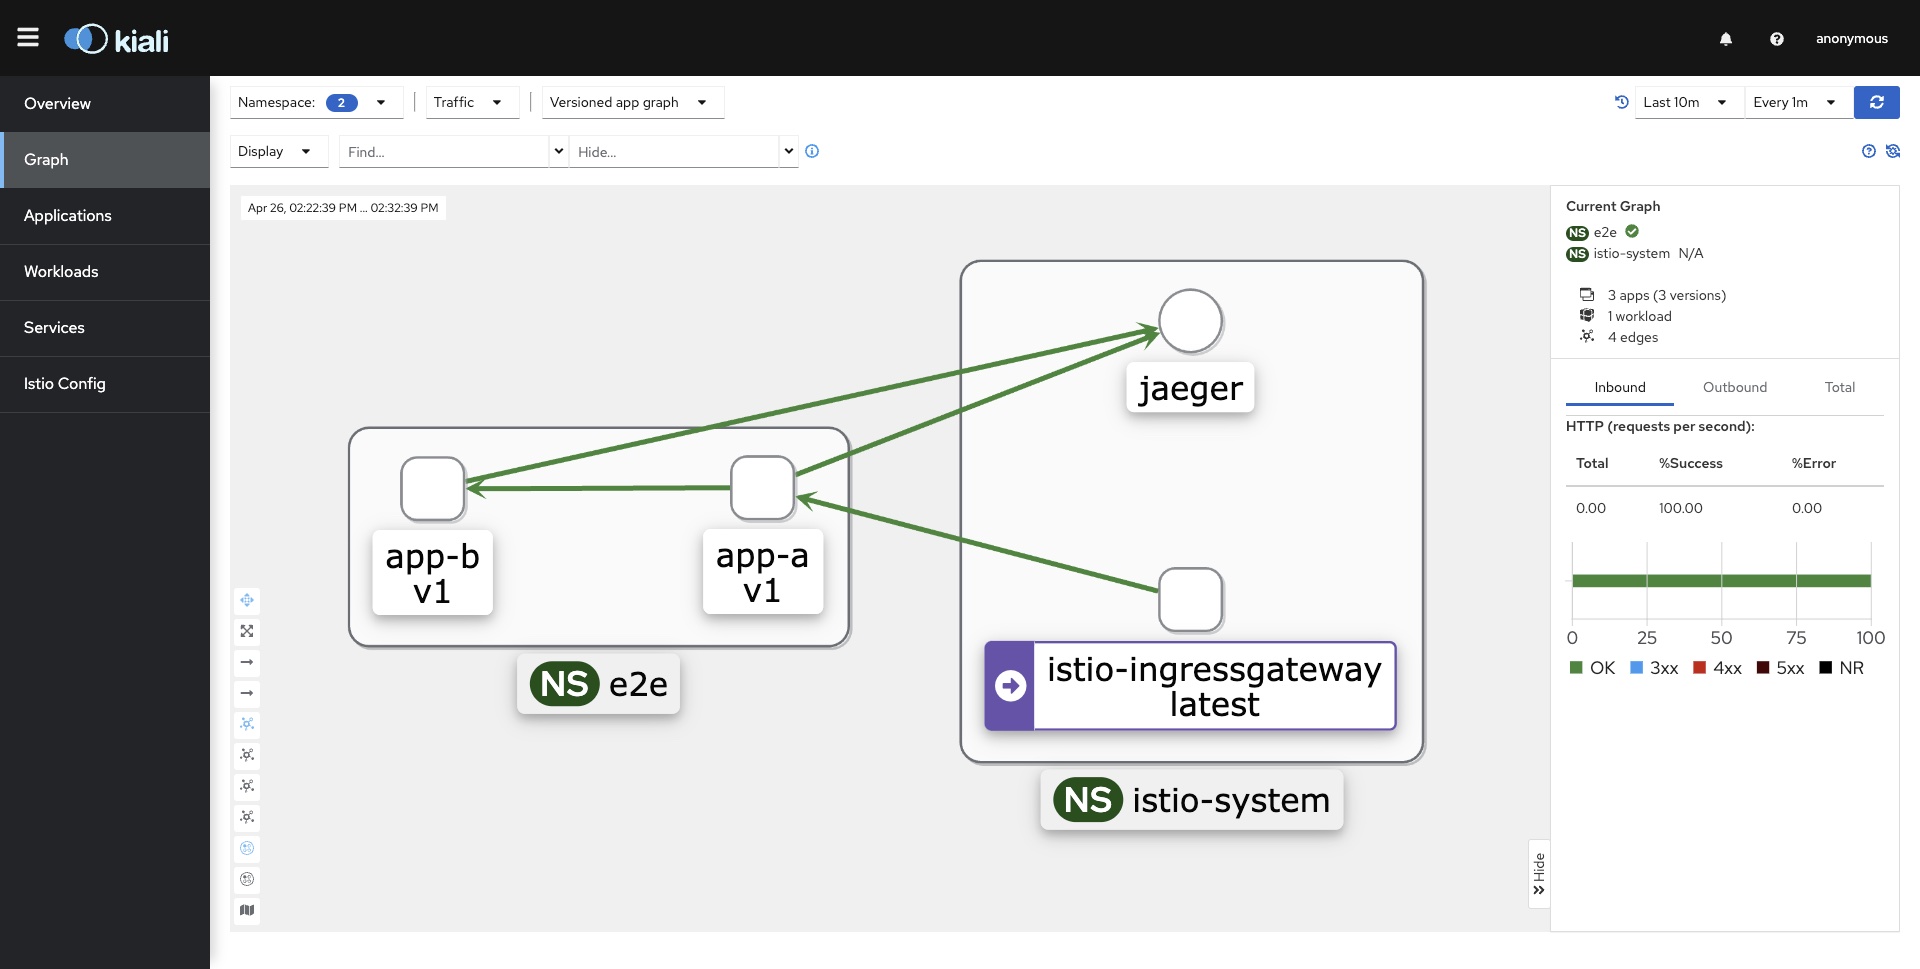 kiali
anonymous
Overview
Graph
Applications
Workloads
Services
Istio Config
Namespace: 2
Traffic
Versioned app graph
Last 10m
Every 1m
Display
Find...
Hide...
Apr 26, 02:22:39 PM ... 02:32:39 PM
jaeger
app-b
v1
app-a
v1
NS e2e
istio-ingressgateway
latest
NS istio-system
Hide
Current Graph
NS e2e
NS istio-system N/A
3 apps (3 versions)
1 workload
4 edges
Inbound Outbound Total
HTTP (requests per second):
Total %Success %Error
0.00 100.00 0.00
0 25 50 75 100
OK 3xx 4xx 5xx NR